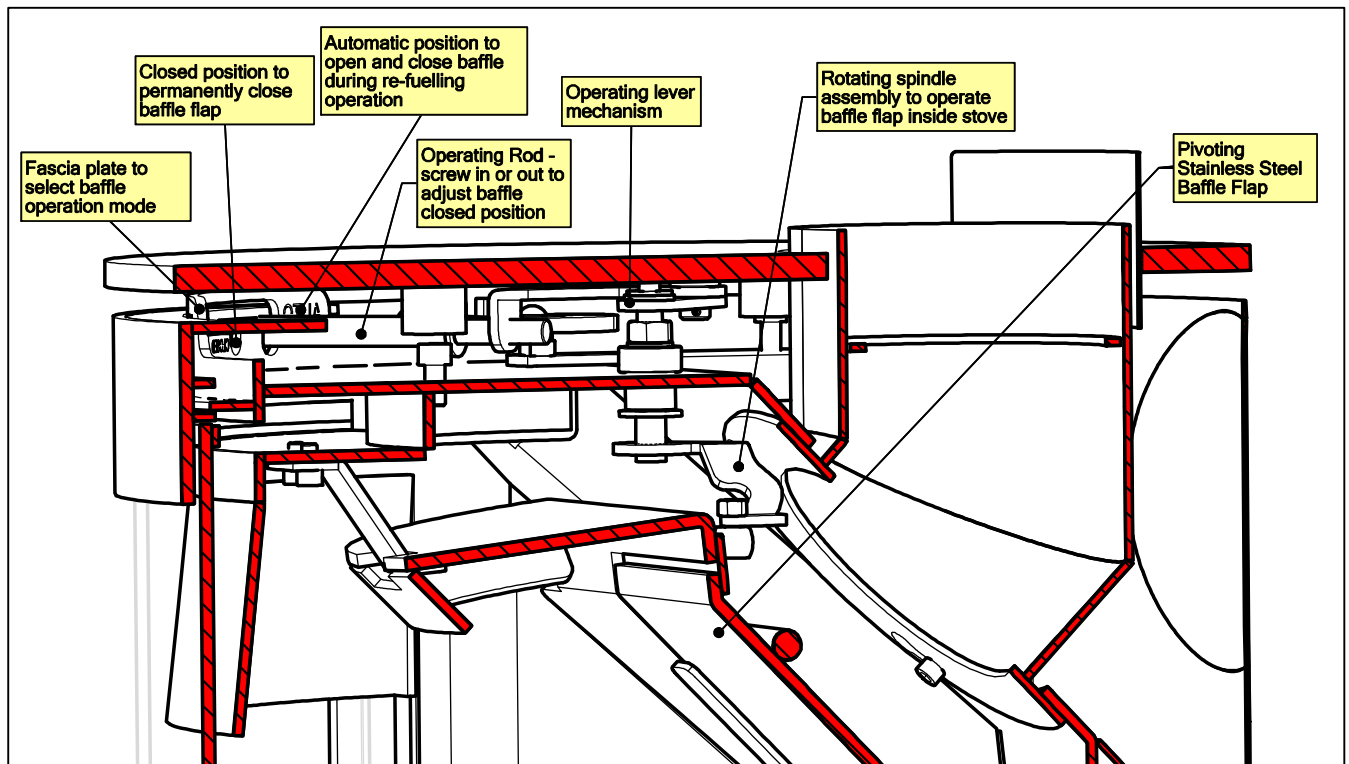 Automatic position to
open and close baffle
during re-fuelling
operation
Closed position to
permanently close
baffle flap
Operating lever
mechanism
Rotating spindle
assembly to operate
baffle flap inside stove
Pivoting
Stainless Steel
Baffle Flap
Fascia plate to
select baffle
operation mode
Operating Rod -
screw in or out to
adjust baffle
closed position